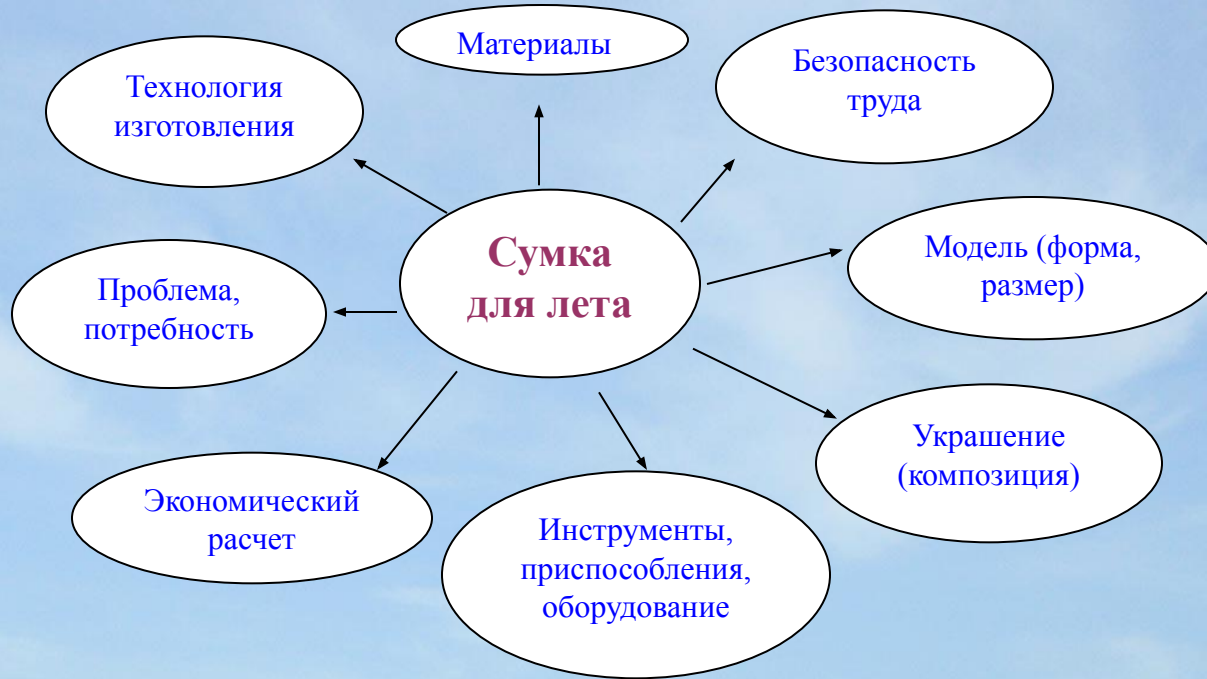 Материалы
Безопасность
труда
Технология
изготовления
Сумка
для лета
Модель (форма,
размер)
Проблема,
потребность
Украшение
(композиция)
Экономический
расчет
Инструменты,
приспособления,
оборудование